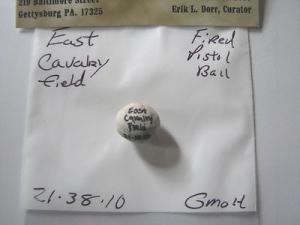 219 Baltimore Street
Gettysburg PA. 17325
Erik L. Dorr, Curator
East
Cavalry
field
Fired
Pistol
Ball
East
Cavalry
Field
21.38.10
GmoH